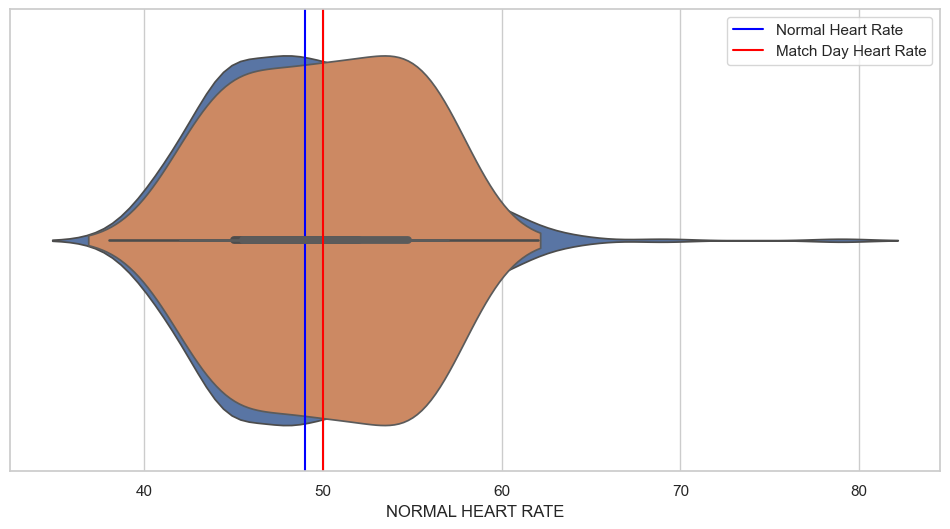 Normal Heart Rate
Match Day Heart Rate
40 50 60 70 80
NORMAL HEART RATE